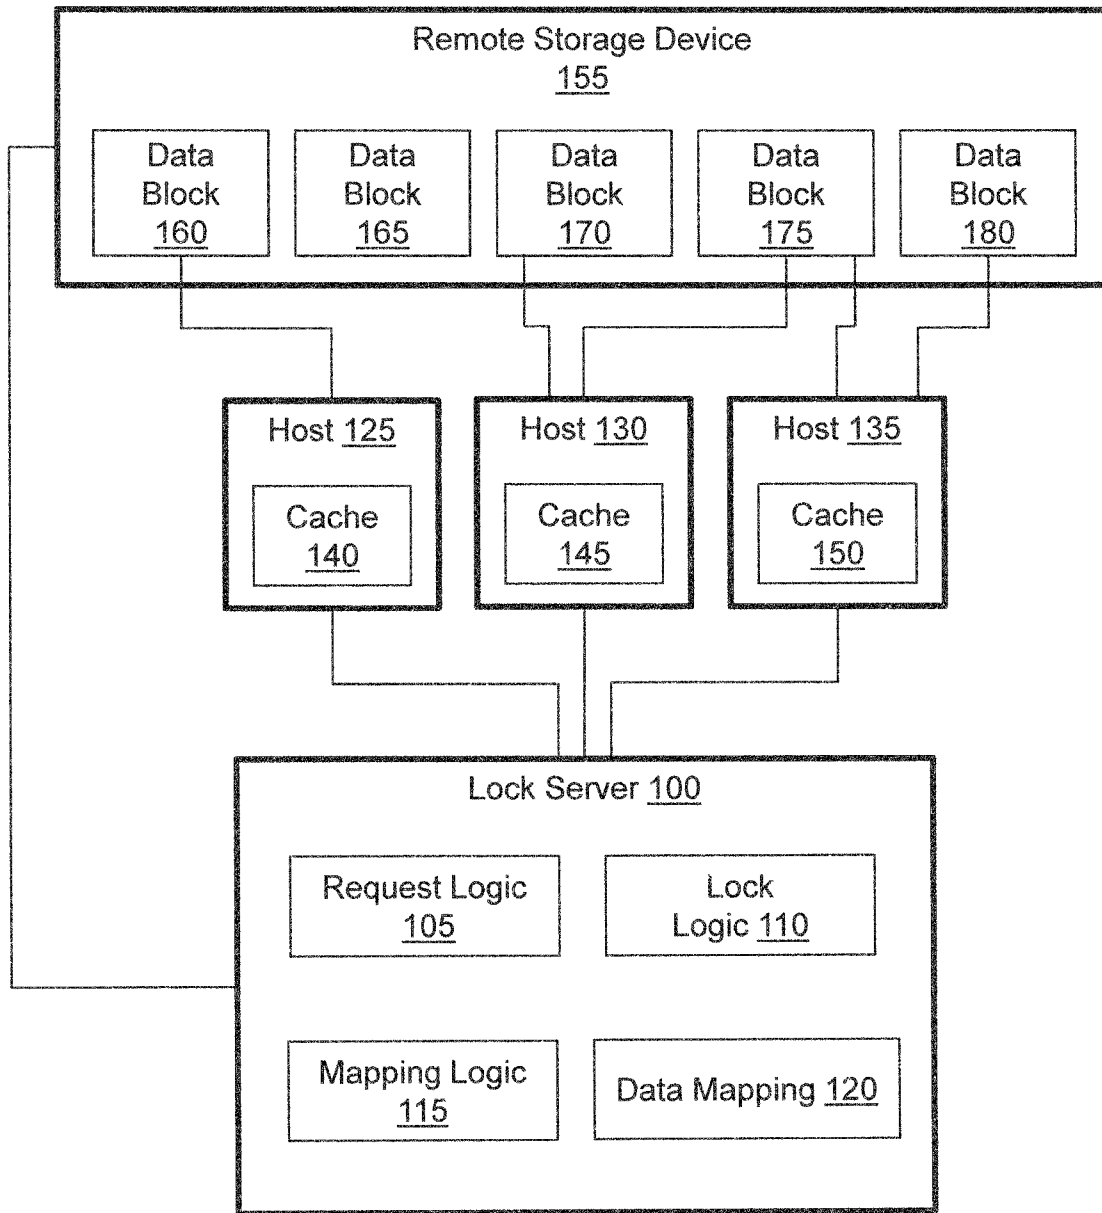 Remote Storage Device
155
Data
Block
160
Data
Block
165
Data
Block
170
Data
Block
175
Data
Block
180
Host 125
Cache
140
Host 130
Cache
145
Host 135
Cache
150
Lock Server 100
Request Logic
105
Lock
Logic 110
Mapping Logic
115
Data Mapping 120